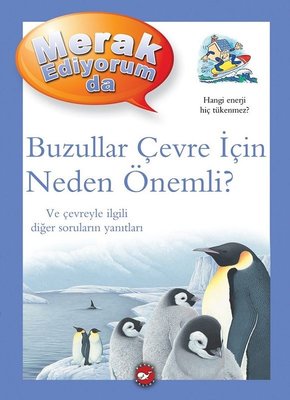 Merak
Ediyorum
da
Hangi enerji
hiç tükenmez?
Buzullar Çevre İçin
Neden Önemli?
Ve çevreyle ilgili
diğer soruların yanıtları